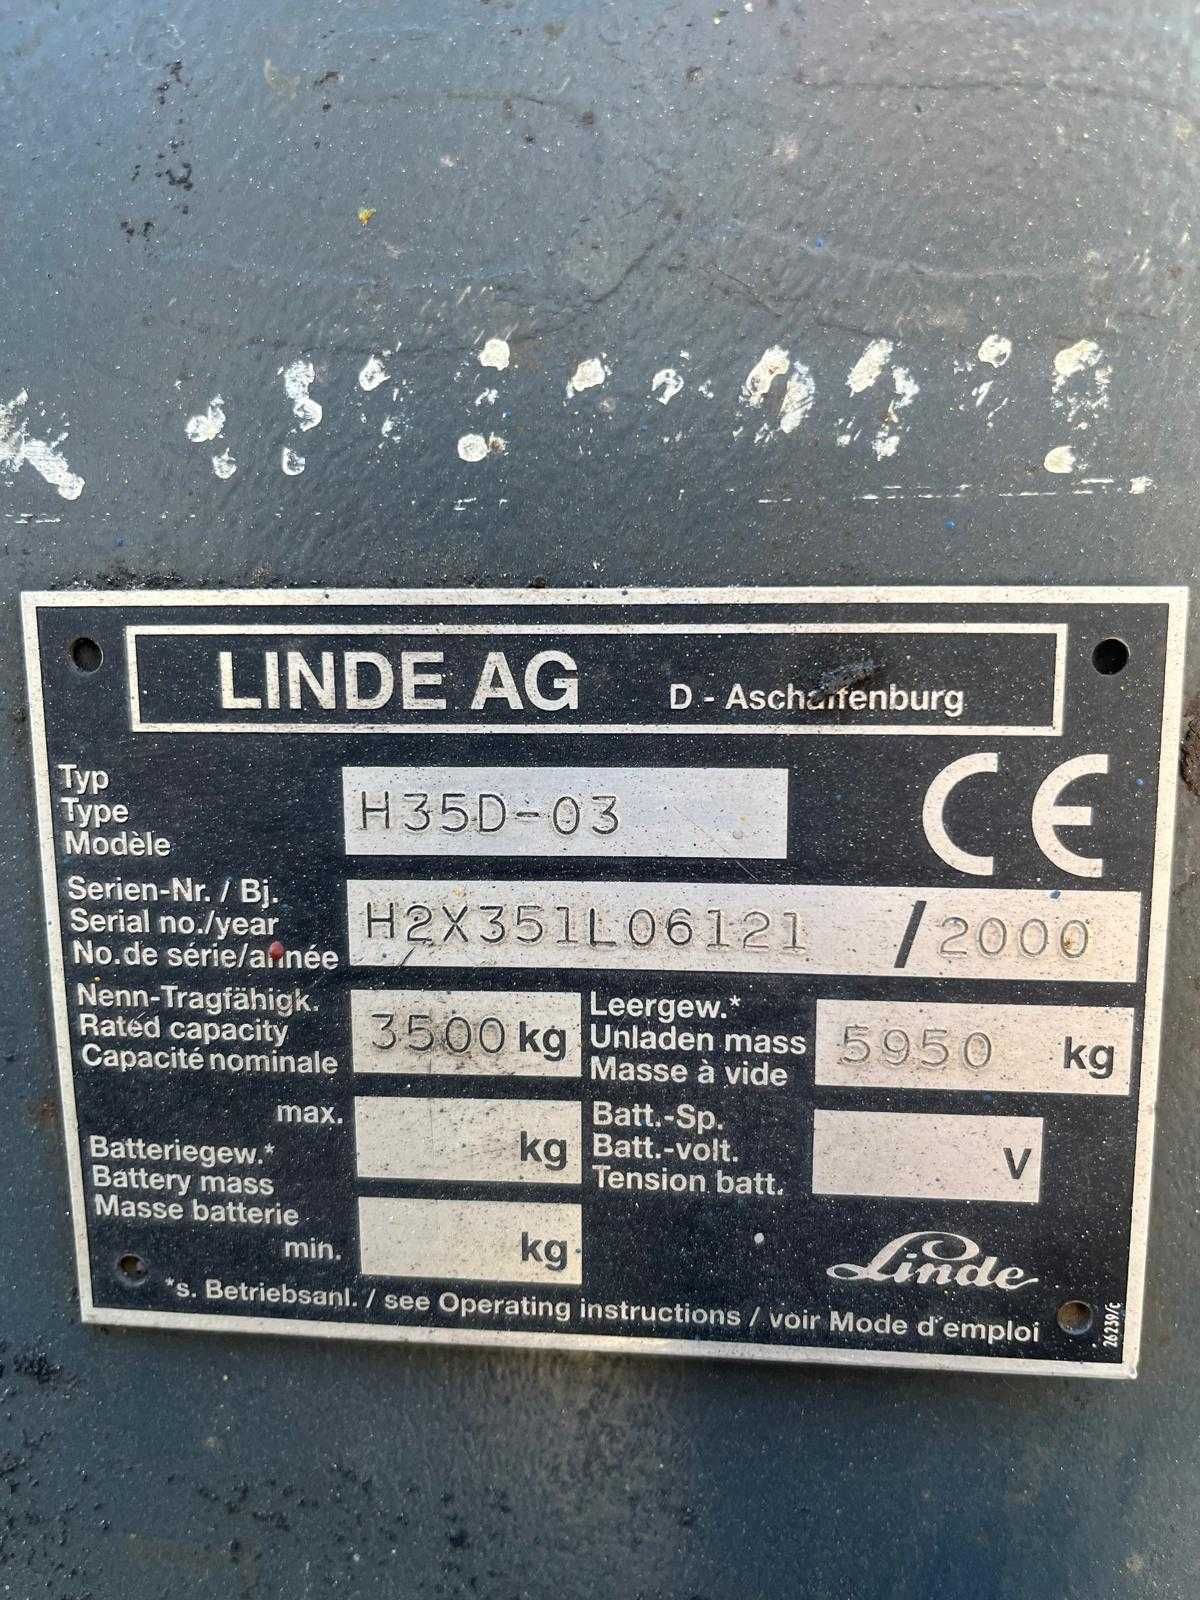 LINDE AG D - Aschaffenburg
Typ
Type
Modèle
H35D-03
CE
Serien-Nr. / Bj.
Serial no./year
No.de série/année
H2X351L06121 / 2000
Nenn-Tragfähigk.
Rated capacity
Capacité nominale
3500 kg
Leergew.*
Unladen mass
Masse à vide
5950 kg
max.
kg
Batteriegew.*
Battery mass
Masse batterie
min.
kg
Batt.-Sp.
Batt.-volt.
Tension batt.
V
Linde
*s. Betriebsanl. / see Operating instructions / voir Mode d'emploi
26239/C